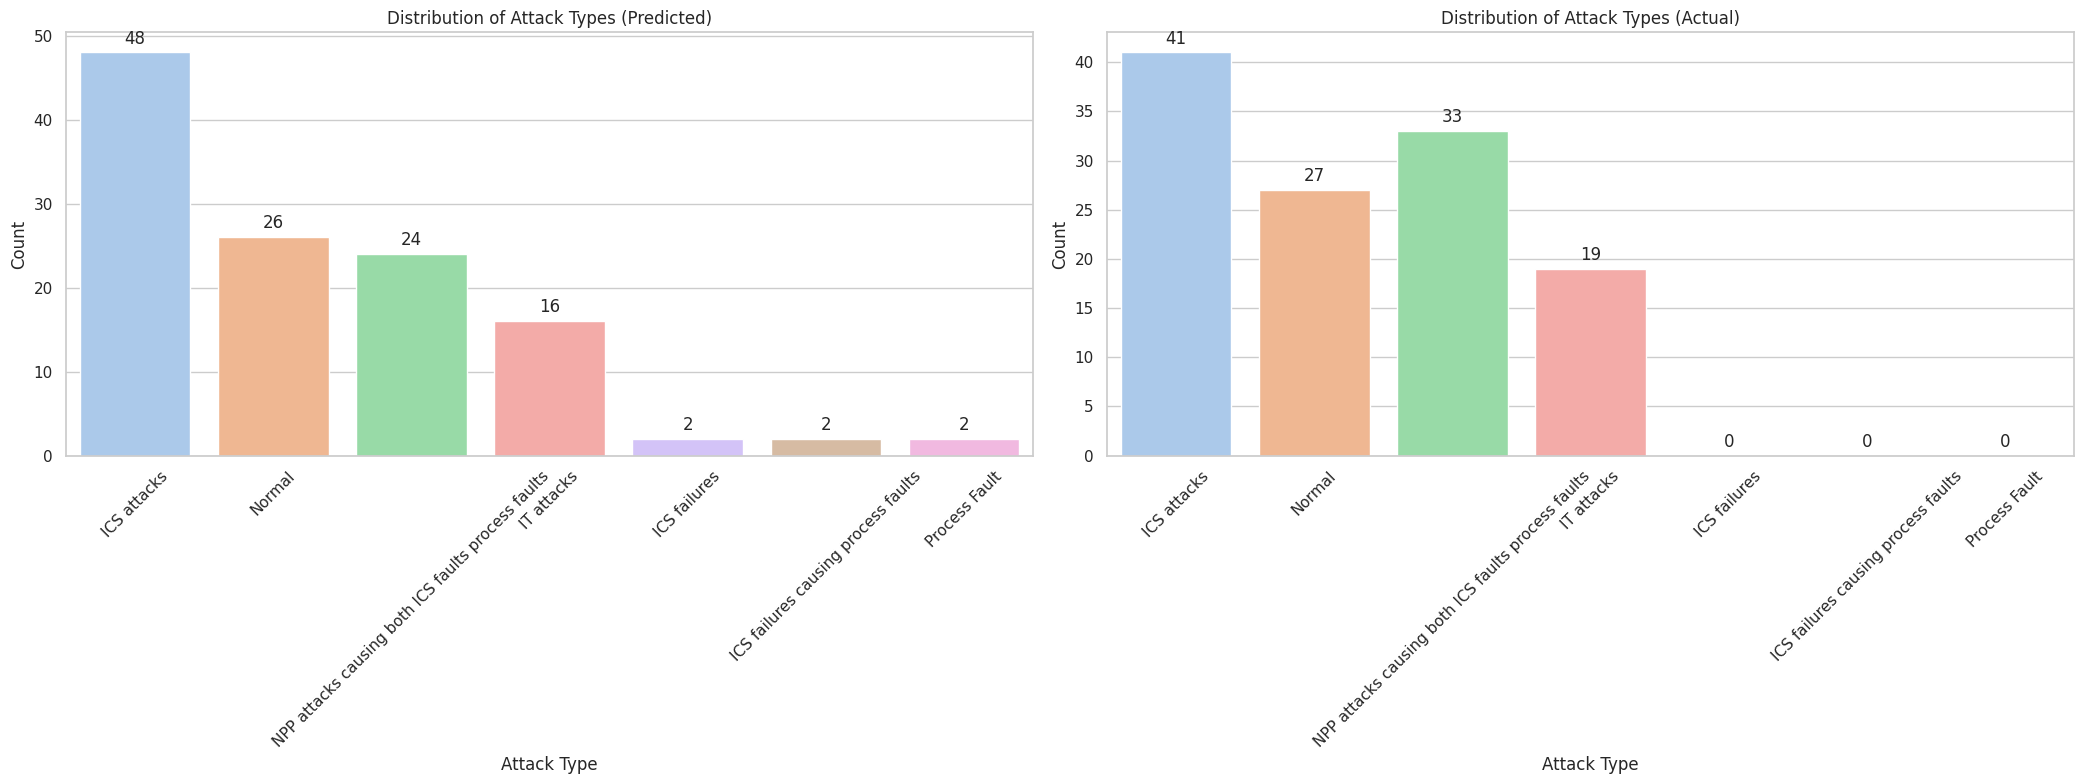 Distribution of Attack Types (Predicted)
Count
50
40
30
20
10
0
48
26
24
16
2
2
2
ICS attacks
Normal
NPP attacks causing both ICS faults process faults
IT attacks
ICS failures
ICS failures causing process faults
Process Fault
Attack Type
Distribution of Attack Types (Actual)
Count
40
35
30
25
20
15
10
5
0
41
27
33
19
0
0
0
ICS attacks
Normal
NPP attacks causing both ICS faults process faults
IT attacks
ICS failures
ICS failures causing process faults
Process Fault
Attack Type